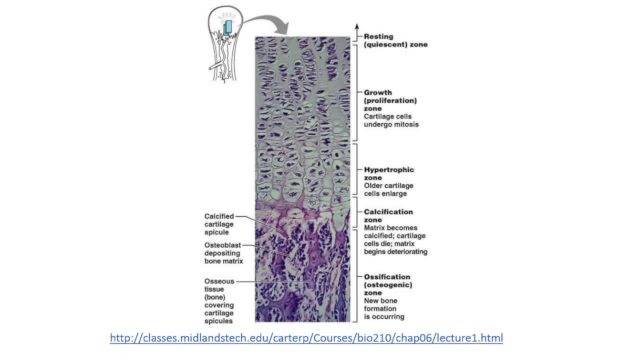 Resting
(quiescent) zone
Growth
(proliferation)
zone
Cartilage cells
undergo mitosis
Hypertrophic
zone
Older cartilage
cells enlarge
Calcification
zone
Matrix becomes
calcified; cartilage
cells die; matrix
begins deteriorating
Ossification
(osteogenic)
zone
New bone
formation
is occurring
Calcified
cartilage
spicule
Osteoblast
depositing
bone matrix
Osseous
tissue
(bone)
covering
cartilage
spicules
http://classes.midlandstech.edu/carterp/Courses/bio210/chap06/lecture1.html